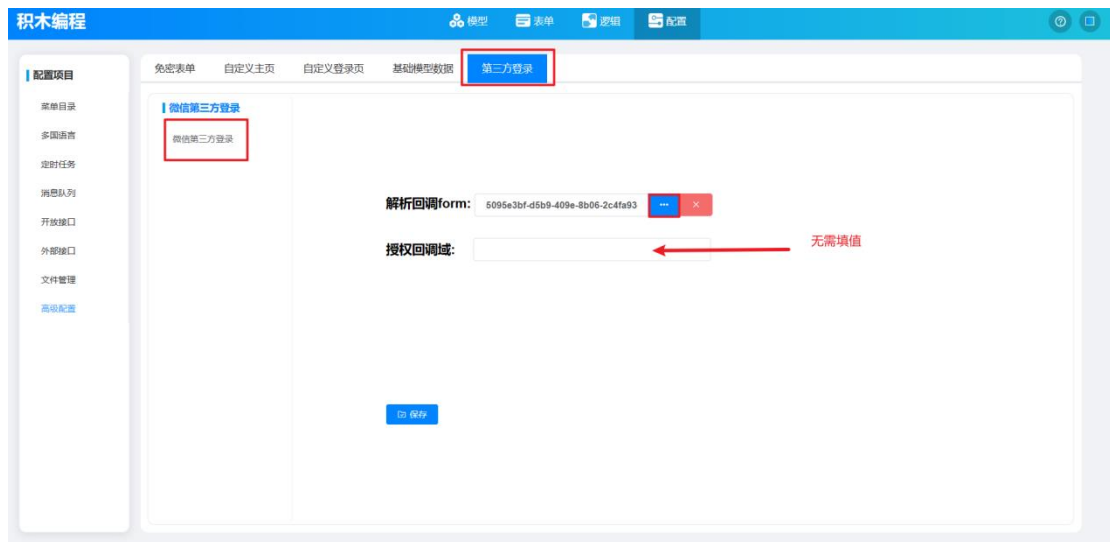 积木编程
模型 表单 逻辑 配置
配置项目
菜单目录
多国语言
定时任务
消息队列
开放接口
外部接口
文件管理
高级配置
免密表单 自定义主页 自定义登录页 基础模型数据 第三方登录
微信第三方登录
微信第三方登录
解析回调form: 5095e3bf-d5b9-409e-8b06-2c4fa93 ... ×
授权回调域:
无需填值
保存